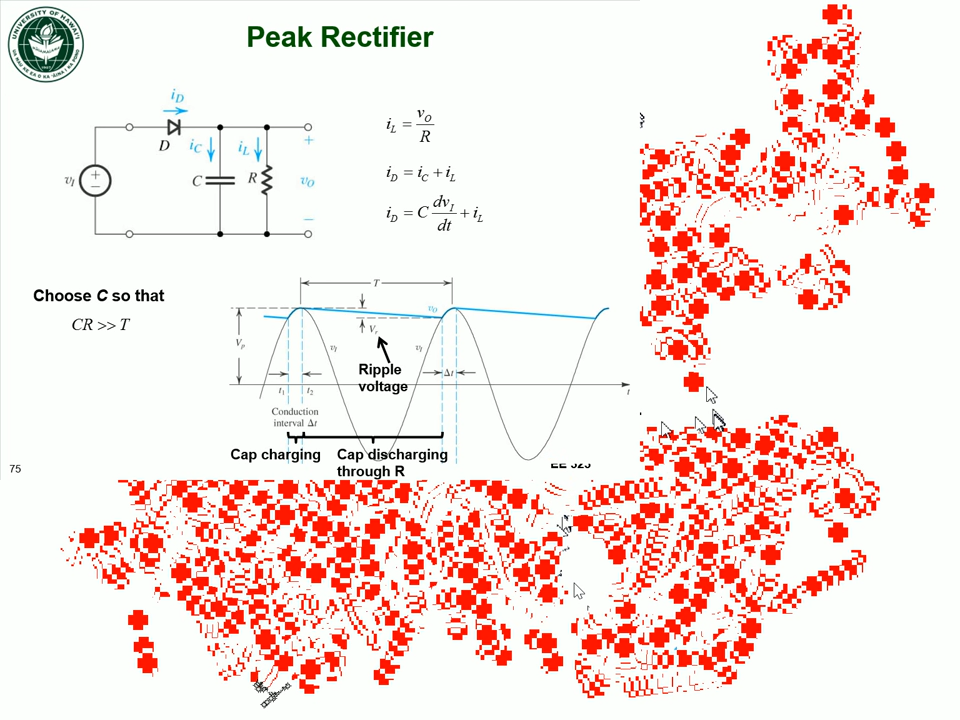 UNIVERSITY OF HAWAI'I
Peak Rectifier
i_D
D
i_C
i_L
v_I
+
−
C
R
+
v_O
−
i_L = v_O / R
i_D = i_C + i_L
i_D = C dv_I/dt + i_L
Choose C so that
CR >> T
T
v_O
V_r
V_p
v_I
v_I
Ripple
voltage
Δt
t_1
t_2
t
Conduction
interval Δt
Cap charging
Cap discharging
through R
EE 323
75